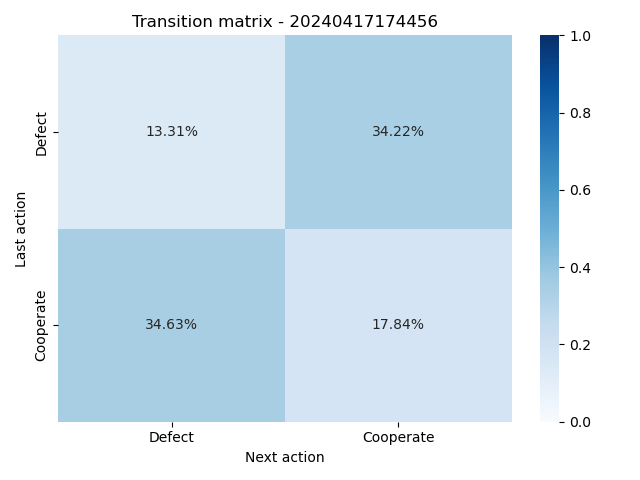 Transition matrix - 20240417174456
Last action
Defect
Cooperate
13.31%
34.22%
34.63%
17.84%
Defect
Cooperate
Next action
1.0
0.8
0.6
0.4
0.2
0.0